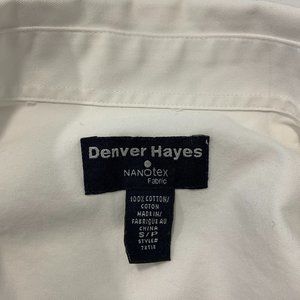 Denver Hayes
NANOtex
Fabric
100% COTTON/
COTON
MADE IN/
FABRIQUE AU
CHINA
S/P
STYLE#